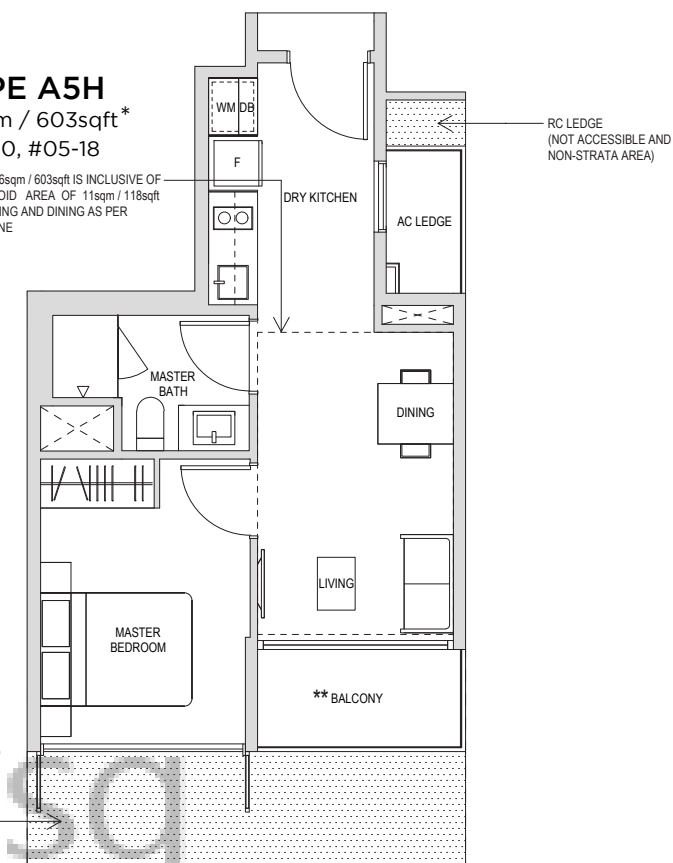 PE A5H
m / 603sqft*
0, #05-18
6sqm / 603sqft IS INCLUSIVE OF
OID AREA OF 11sqm / 118sqft
ING AND DINING AS PER
NE
WM DB
F
DRY KITCHEN
RC LEDGE
(NOT ACCESSIBLE AND
NON-STRATA AREA)
AC LEDGE
MASTER
BATH
DINING
LIVING
MASTER
BEDROOM
** BALCONY
sq